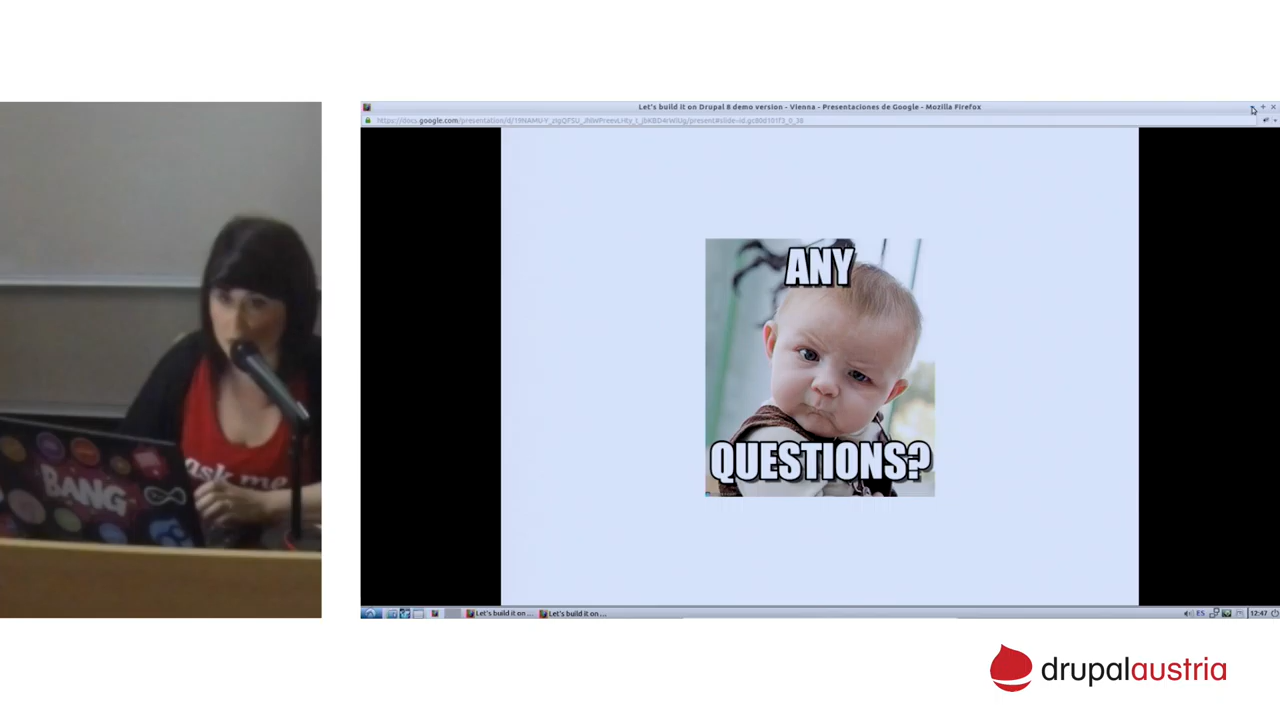 Let's build it on Drupal 8 demo version - Vienna - Presentaciones de Google - Mozilla Firefox
ANY
QUESTIONS?
ask me
BANG
Let's build it on ...
Let's build it on ...
ES
12:47
drupalaustria